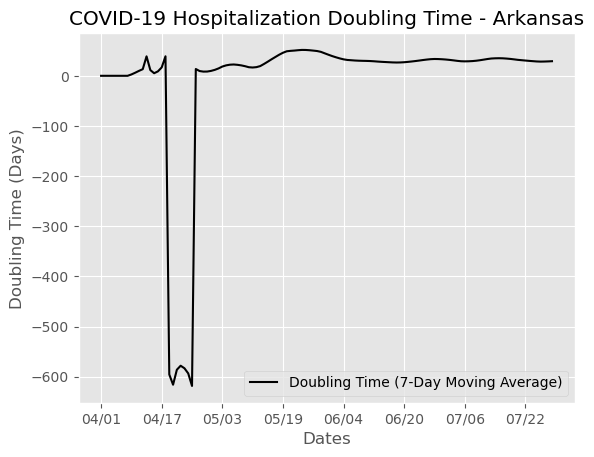 COVID-19 Hospitalization Doubling Time - Arkansas
Doubling Time (Days)
0
−100
−200
−300
−400
−500
−600
Doubling Time (7-Day Moving Average)
04/01 04/17 05/03 05/19 06/04 06/20 07/06 07/22
Dates